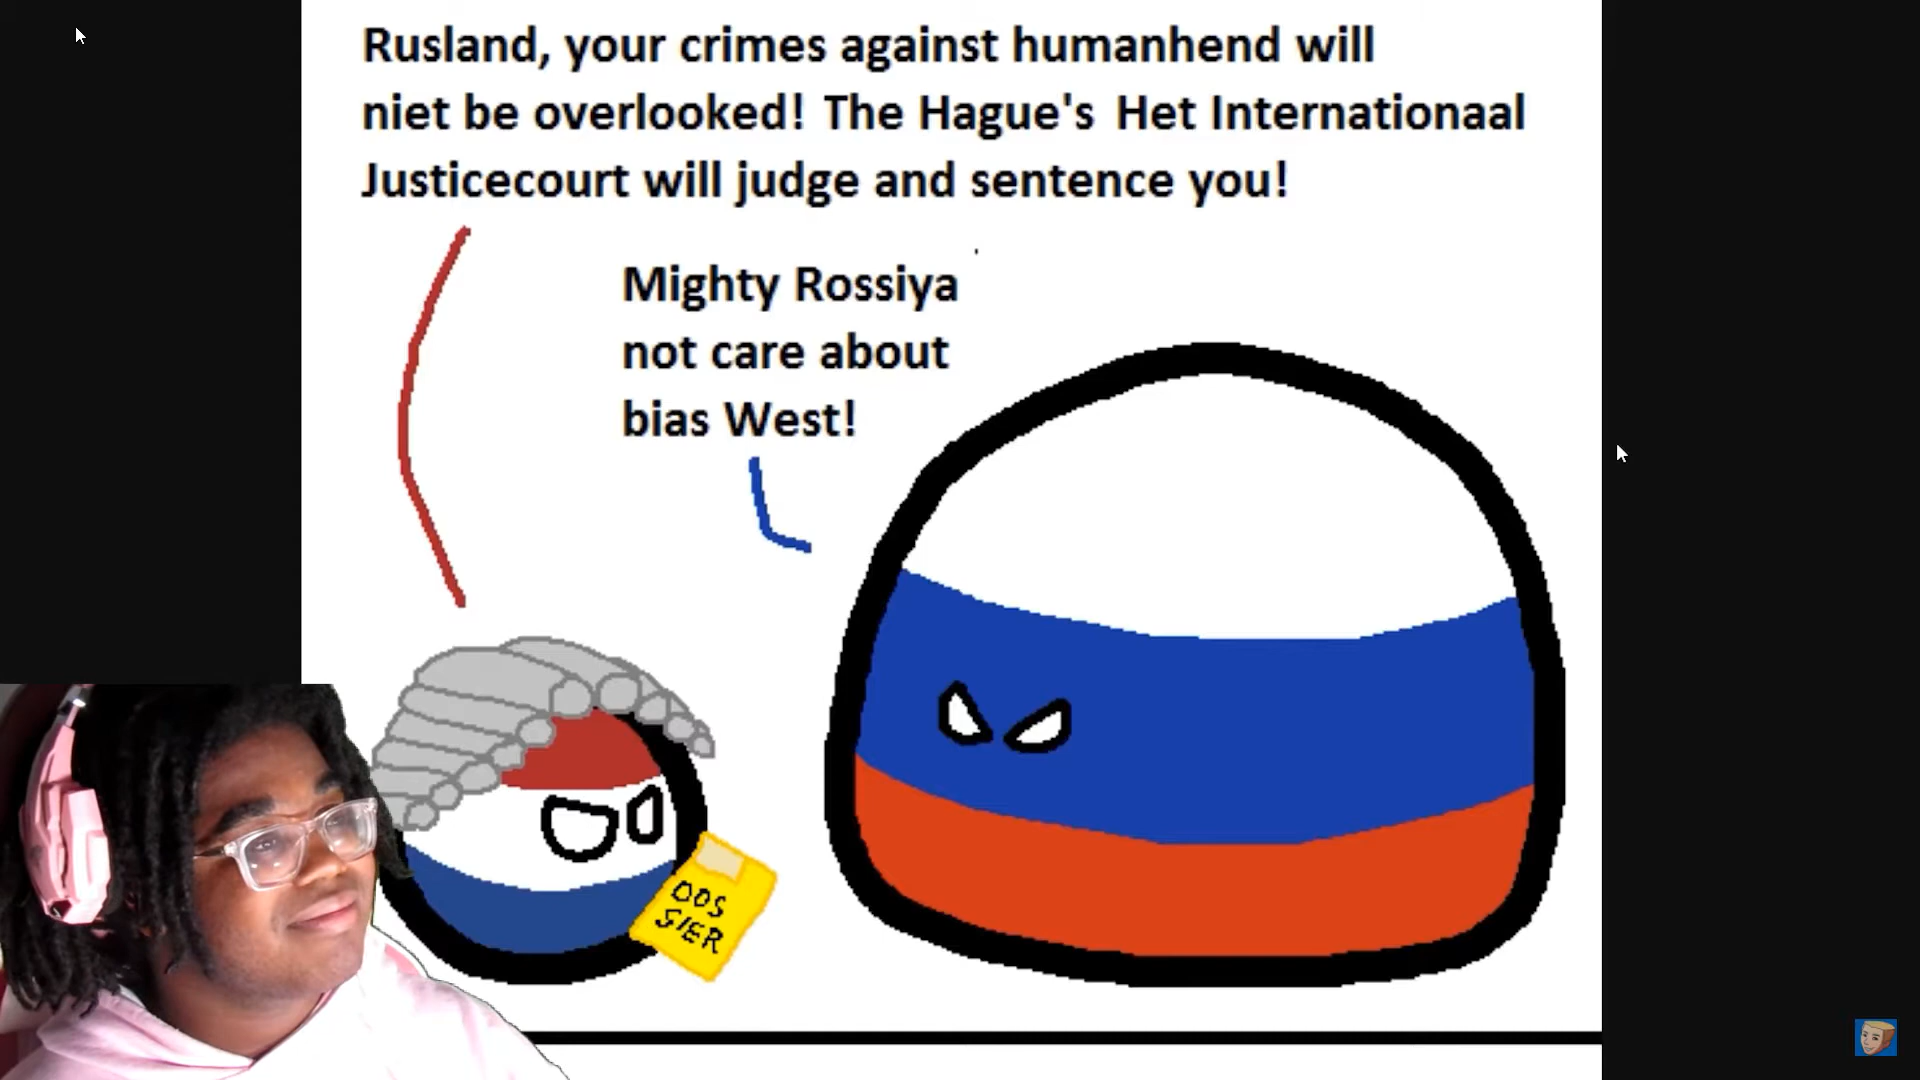 Rusland, your crimes against humanhend will
niet be overlooked! The Hague's Het Internationaal
Justicecourt will judge and sentence you!
Mighty Rossiya
not care about
bias West!
DOS
SIER